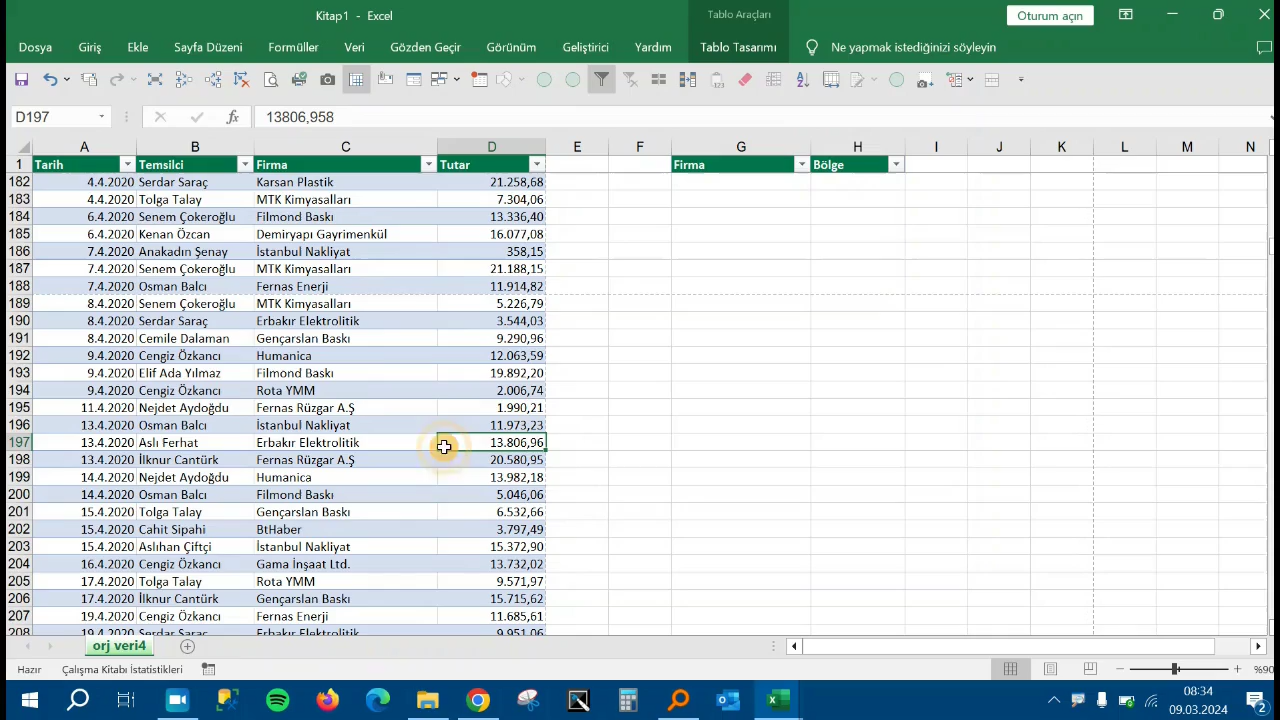 Kitap1 - Excel
Tablo Araçları
Oturum açın
Dosya Giriş Ekle Sayfa Düzeni Formüller Veri Gözden Geçir Görünüm Geliştirici Yardım Tablo Tasarımı Ne yapmak istediğinizi söyleyin
D197 fx 13806,958
A B C D E F G H I J K L M N
1 Tarih Temsilci Firma Tutar Firma Bölge
182 4.4.2020 Serdar Saraç Karsan Plastik 21.258,68
183 4.4.2020 Tolga Talay MTK Kimyasalları 7.304,06
184 6.4.2020 Senem Çokeroğlu Filmond Baskı 13.336,40
185 6.4.2020 Kenan Özcan Demiryapı Gayrimenkül 16.077,08
186 7.4.2020 Anakadın Şenay İstanbul Nakliyat 358,15
187 7.4.2020 Senem Çokeroğlu MTK Kimyasalları 21.188,15
188 7.4.2020 Osman Balcı Fernas Enerji 11.914,82
189 8.4.2020 Senem Çokeroğlu MTK Kimyasalları 5.226,79
190 8.4.2020 Serdar Saraç Erbakır Elektrolitik 3.544,03
191 8.4.2020 Cemile Dalaman Gençarslan Baskı 9.290,96
192 9.4.2020 Cengiz Özkancı Humanica 12.063,59
193 9.4.2020 Elif Ada Yılmaz Filmond Baskı 19.892,20
194 9.4.2020 Cengiz Özkancı Rota YMM 2.006,74
195 11.4.2020 Nejdet Aydoğdu Fernas Rüzgar A.Ş 1.990,21
196 13.4.2020 Osman Balcı İstanbul Nakliyat 11.973,23
197 13.4.2020 Aslı Ferhat Erbakır Elektrolitik 13.806,96
198 13.4.2020 İlknur Cantürk Fernas Rüzgar A.Ş 20.580,95
199 14.4.2020 Nejdet Aydoğdu Humanica 13.982,18
200 14.4.2020 Osman Balcı Filmond Baskı 5.046,06
201 15.4.2020 Tolga Talay Gençarslan Baskı 6.532,66
202 15.4.2020 Cahit Sipahi BtHaber 3.797,49
203 15.4.2020 Aslıhan Çiftçi İstanbul Nakliyat 15.372,90
204 16.4.2020 Cengiz Özkancı Gama İnşaat Ltd. 13.732,02
205 17.4.2020 Tolga Talay Rota YMM 9.571,97
206 17.4.2020 İlknur Cantürk Gençarslan Baskı 15.715,62
207 19.4.2020 Cengiz Özkancı Fernas Enerji 11.685,61
208 19.4.2020 Serdar Saraç Erbakır Elektrolitik 9.951,06
orj veri4
Hazır Çalışma Kitabı İstatistikleri %90
08:34
09.03.2024
2